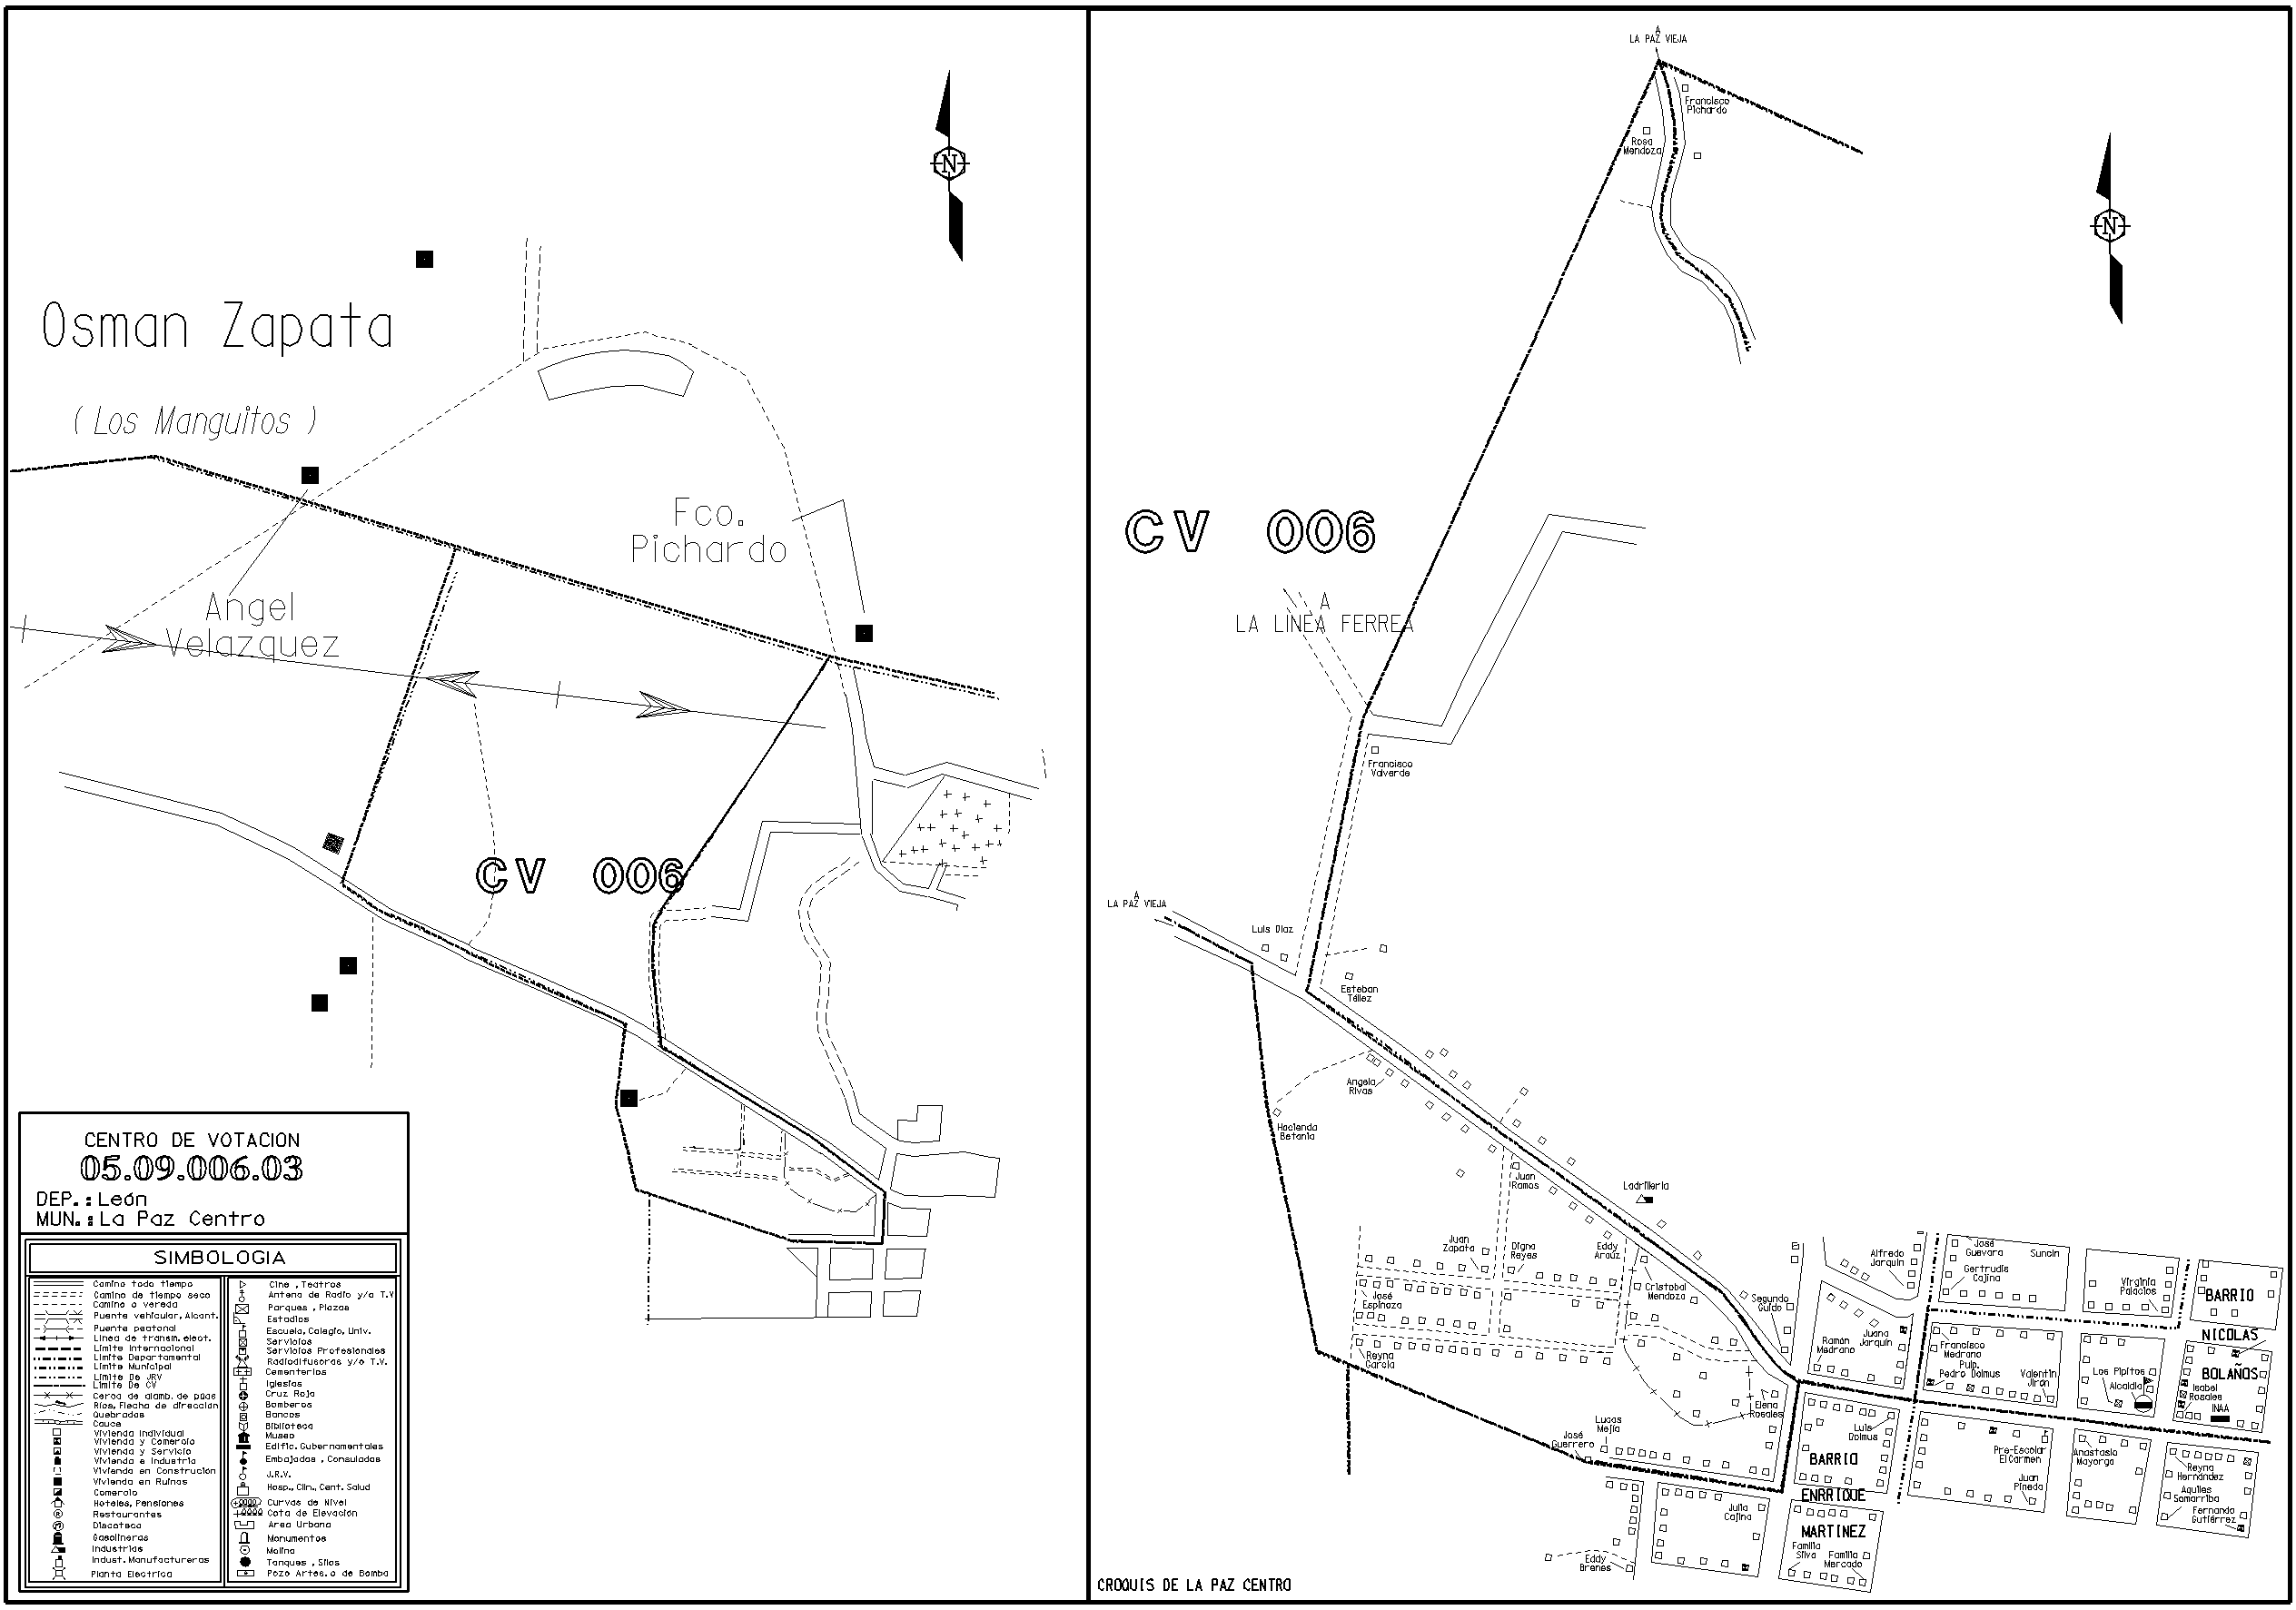 N
Osman Zapata
( Los Manguitos )
Fco.
Pichardo
Angel
Velazquez
CV 006
CENTRO DE VOTACION
05.09.006.03
DEP. : León
MUN. : La Paz Centro
SIMBOLOGIA
Camino todo tiempo
Camino de tiempo seco
Camino o vereda
Puente vehicular, Alcant.
Puente peatonal
Linea de transm. elect.
Limite Internacional
Limite Departamental
Limite Municipal
Limite De JRV
Limite De CV
Cerca de alamb. de púas
Ríos, Flecha de dirección
Quebradas
Cauce
Vivienda Individual
Vivienda y Comercio
Vivienda y Servicio
Vivienda e Industria
Vivienda en Construción
Vivienda en Ruinas
Comercio
Hoteles, Pensiones
Restaurantes
Discoteca
Gasolineras
Industrias
Indust. Manufactureras
Planta Electrica
Cine , Teatros
Antena de Radio y/o T.V
Parques , Plazas
Estadios
Escuela, Colegio, Univ.
Servicios
Servicios Profesionales
Radiodifusoras y/o T.V.
Cementerios
Iglesias
Cruz Roja
Bomberos
Bancos
Biblioteca
Museo
Edific. Gubernamentales
Embajadas , Consulados
J.R.V.
Hosp., Clin., Cent. Salud
Curvas de Nivel
Cota de Elevación
Area Urbana
Monumentos
Molino
Tanques , Silos
Pozo Artes. o de Bomba
A
LA PAZ VIEJA
Francisco
Pichardo
Rosa
Mendoza
N
CV 006
A
LA LINEA FERREA
Francisco
Valverde
A
LA PAZ VIEJA
Luis Diaz
Esteban
Téllez
Angela
Rivas
Hacienda
Betania
Juan
Ramos
Ladrilleria
Juan
Zapata
Digna
Reyes
Eddy
Araúz
Cristobal
Mendoza
Segundo
Guido
José
Espinoza
Reyna
García
Elena
Rosales
Lucas
Mejía
José
Guerrero
Alfredo
Jarquín
José
Guevara
Suncin
Gertrudis
Cajina
Virginia
Palacios
BARRIO
NICOLAS
BOLAÑOS
Ramón
Medrano
Juana
Jarquín
Francisco
Medrano
Pulp.
Pedro Dolmus
Valentín
Jirón
Los Pipitos
Alcaldía
Isabel
Rosales
INAA
Luis
Dolmus
BARRIO
ENRRIQUE
MARTINEZ
Pre-Escolar
El Carmen
Juan
Pineda
Anastasio
Mayorga
Reyna
Hernández
Aquiles
Samarriba
Fernando
Gutiérrez
Julia
Cajina
Familia
Silva
Familia
Mercado
Eddy
Brenes
CROQUIS DE LA PAZ CENTRO